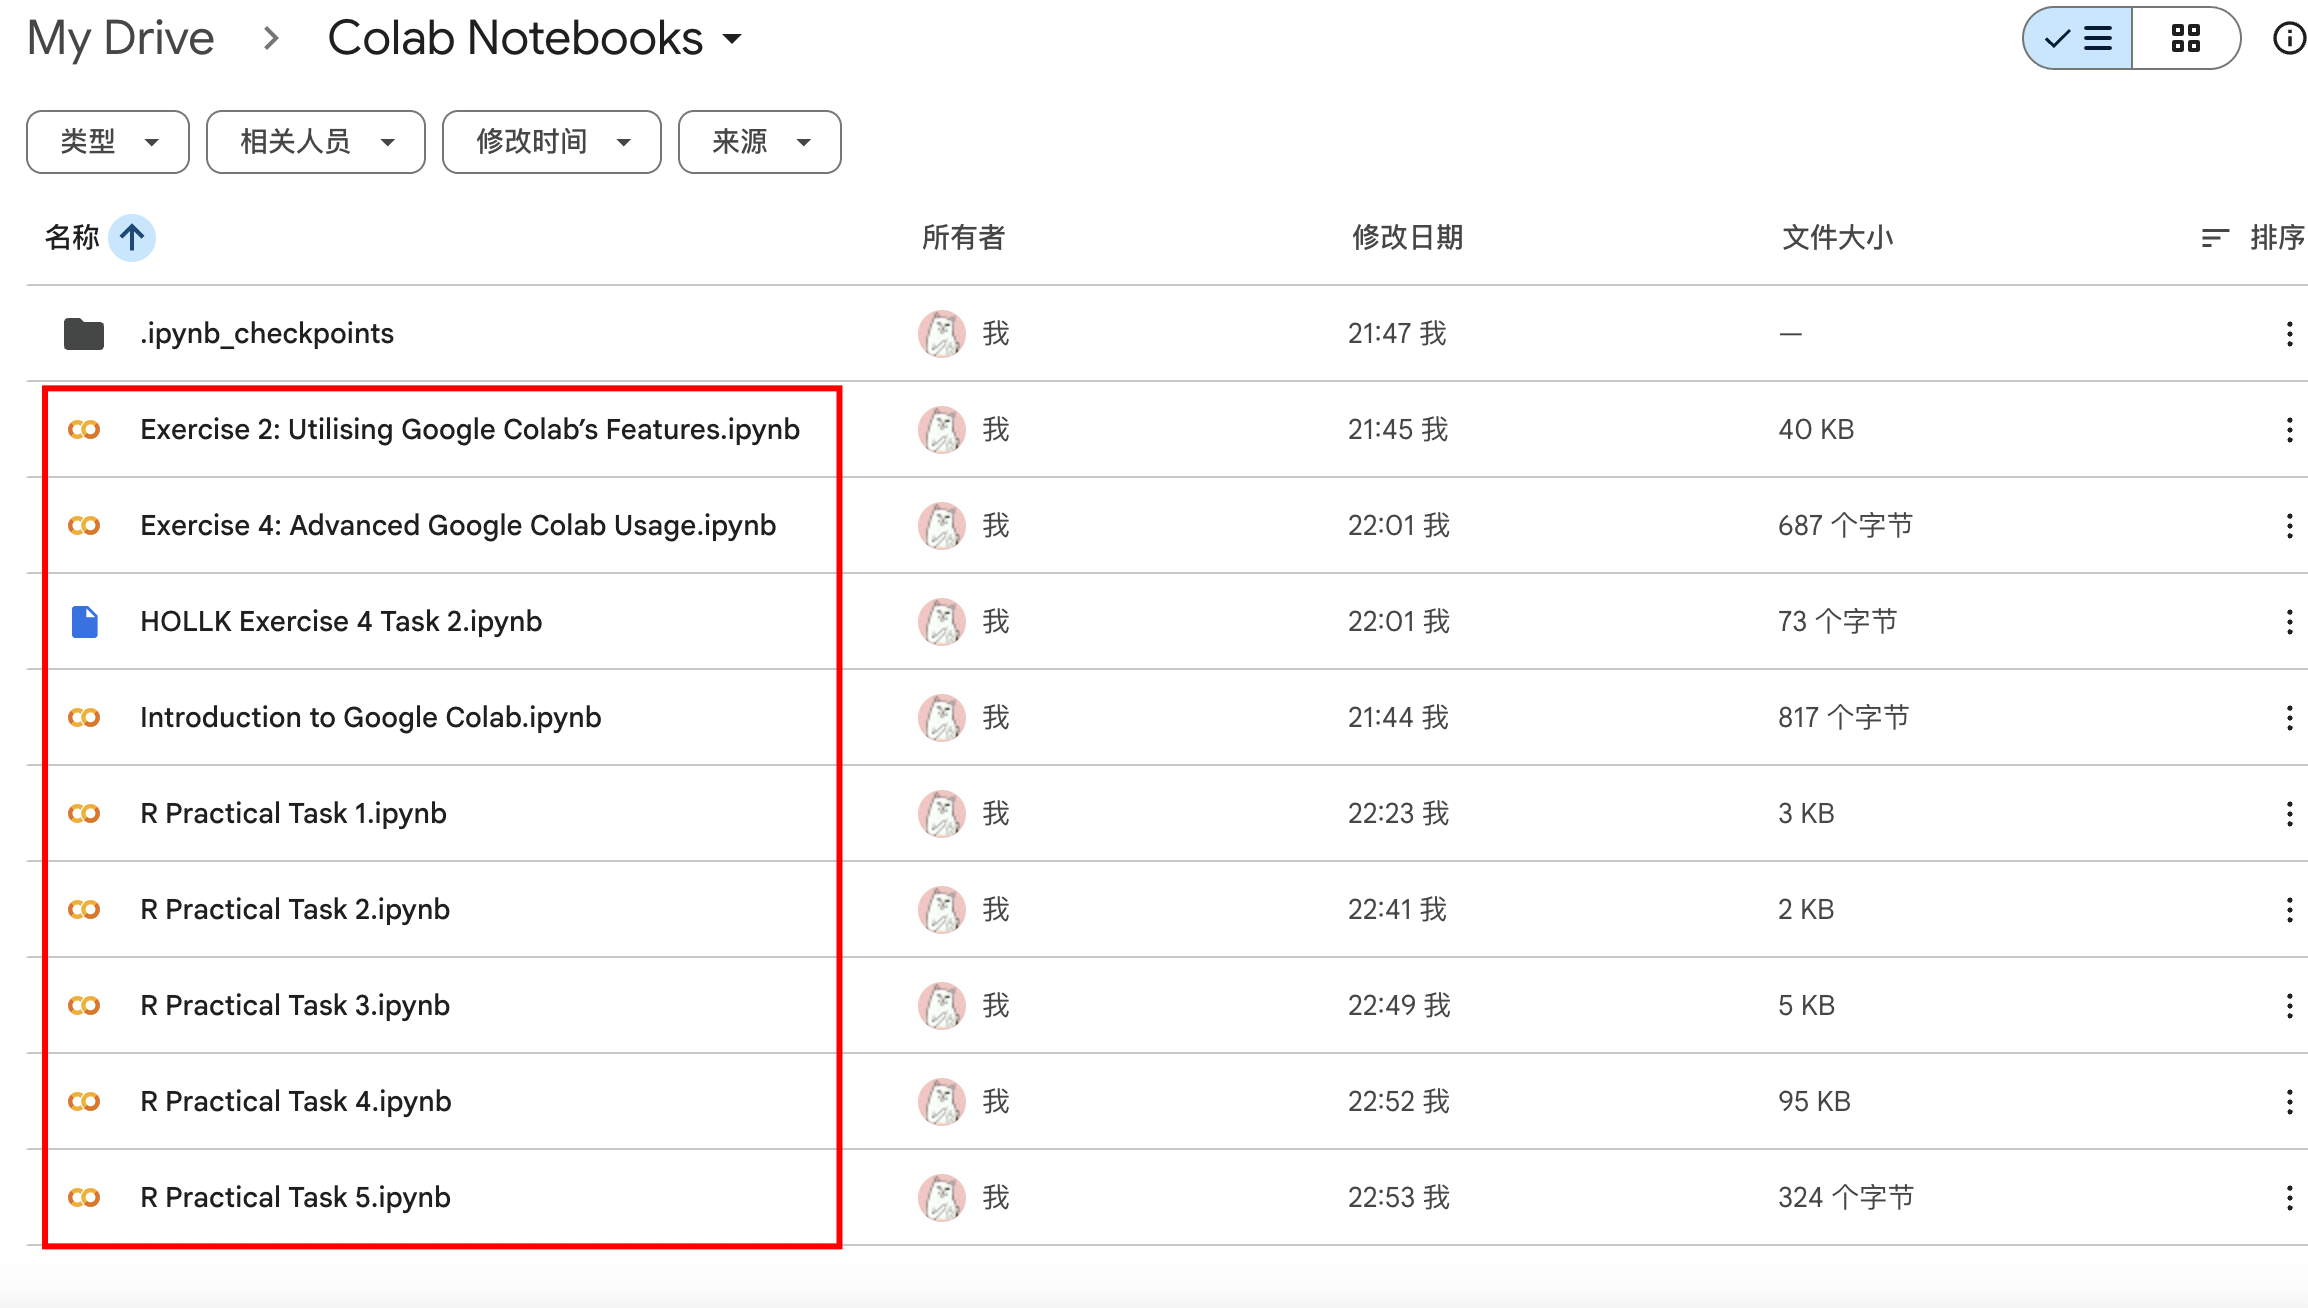 My Drive > Colab Notebooks
类型 相关人员 修改时间 来源
名称 所有者 修改日期 文件大小 排序
.ipynb_checkpoints 我 21:47 我 —
Exercise 2: Utilising Google Colab’s Features.ipynb 我 21:45 我 40 KB
Exercise 4: Advanced Google Colab Usage.ipynb 我 22:01 我 687 个字节
HOLLK Exercise 4 Task 2.ipynb 我 22:01 我 73 个字节
Introduction to Google Colab.ipynb 我 21:44 我 817 个字节
R Practical Task 1.ipynb 我 22:23 我 3 KB
R Practical Task 2.ipynb 我 22:41 我 2 KB
R Practical Task 3.ipynb 我 22:49 我 5 KB
R Practical Task 4.ipynb 我 22:52 我 95 KB
R Practical Task 5.ipynb 我 22:53 我 324 个字节